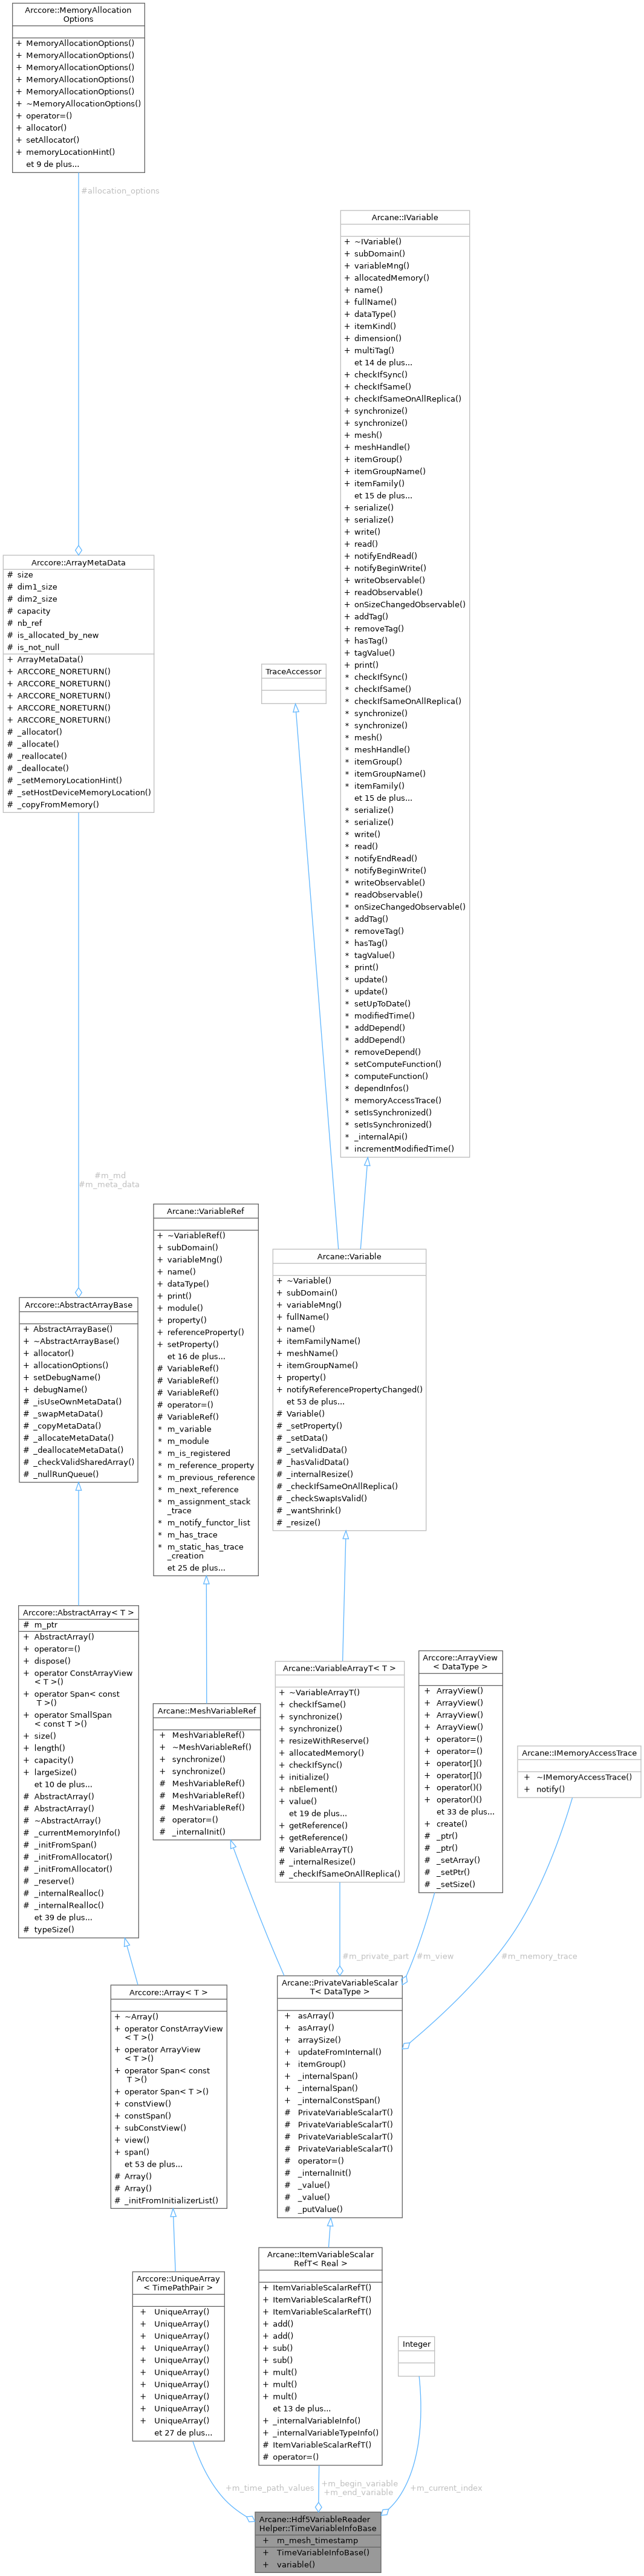 Arccore::MemoryAllocation
Options
+ MemoryAllocationOptions()
+ MemoryAllocationOptions()
+ MemoryAllocationOptions()
+ MemoryAllocationOptions()
+ MemoryAllocationOptions()
+ ~MemoryAllocationOptions()
+ operator=()
+ allocator()
+ setAllocator()
+ memoryLocationHint()
et 9 de plus...
#allocation_options
Arcane::IVariable
+ ~IVariable()
+ subDomain()
+ variableMng()
+ allocatedMemory()
+ name()
+ fullName()
+ dataType()
+ itemKind()
+ dimension()
+ multiTag()
et 14 de plus...
+ checkIfSync()
+ checkIfSame()
+ checkIfSameOnAllReplica()
+ synchronize()
+ synchronize()
+ mesh()
+ meshHandle()
+ itemGroup()
+ itemGroupName()
+ itemFamily()
et 15 de plus...
+ serialize()
+ serialize()
+ write()
+ read()
+ notifyEndRead()
+ notifyBeginWrite()
+ writeObservable()
+ readObservable()
+ onSizeChangedObservable()
+ addTag()
+ removeTag()
+ hasTag()
+ tagValue()
+ print()
* checkIfSync()
* checkIfSame()
* checkIfSameOnAllReplica()
* synchronize()
* synchronize()
* mesh()
* meshHandle()
* itemGroup()
* itemGroupName()
* itemFamily()
et 15 de plus...
* serialize()
* serialize()
* write()
* read()
* notifyEndRead()
* notifyBeginWrite()
* writeObservable()
* readObservable()
* onSizeChangedObservable()
* addTag()
* removeTag()
* hasTag()
* tagValue()
* print()
* update()
* update()
* setUpToDate()
* modifiedTime()
* addDepend()
* addDepend()
* removeDepend()
* setComputeFunction()
* computeFunction()
* dependInfos()
* memoryAccessTrace()
* setIsSynchronized()
* setIsSynchronized()
* _internalApi()
* incrementModifiedTime()
Arccore::ArrayMetaData
# size
# dim1_size
# dim2_size
# capacity
# nb_ref
# is_allocated_by_new
# is_not_null
+ ArrayMetaData()
+ ARCCORE_NORETURN()
+ ARCCORE_NORETURN()
+ ARCCORE_NORETURN()
+ ARCCORE_NORETURN()
+ ARCCORE_NORETURN()
# _allocator()
# _allocate()
# _reallocate()
# _deallocate()
# _setMemoryLocationHint()
# _setHostDeviceMemoryLocation()
# _copyFromMemory()
TraceAccessor
#m_md
#m_meta_data
Arcane::VariableRef
+ ~VariableRef()
+ subDomain()
+ variableMng()
+ name()
+ dataType()
+ print()
+ module()
+ property()
+ referenceProperty()
+ setProperty()
et 16 de plus...
# VariableRef()
# VariableRef()
# VariableRef()
# operator=()
# VariableRef()
* m_variable
* m_module
* m_is_registered
* m_reference_property
* m_previous_reference
* m_next_reference
* m_assignment_stack
_trace
* m_notify_functor_list
* m_has_trace
* m_static_has_trace
_creation
et 25 de plus...
Arcane::Variable
+ ~Variable()
+ subDomain()
+ variableMng()
+ fullName()
+ name()
+ itemFamilyName()
+ meshName()
+ itemGroupName()
+ property()
+ notifyReferencePropertyChanged()
et 53 de plus...
# Variable()
# _setProperty()
# _setData()
# _setValidData()
# _hasValidData()
# _internalResize()
# _checkIfSameOnAllReplica()
# _checkSwapIsValid()
# _wantShrink()
# _resize()
Arccore::AbstractArrayBase
+ AbstractArrayBase()
+ ~AbstractArrayBase()
+ allocator()
+ allocationOptions()
+ setDebugName()
+ debugName()
# _isUseOwnMetaData()
# _swapMetaData()
# _copyMetaData()
# _allocateMetaData()
# _deallocateMetaData()
# _checkValidSharedArray()
# _nullRunQueue()
Arccore::AbstractArray< T >
# m_ptr
+ AbstractArray()
+ operator=()
+ dispose()
+ operator ConstArrayView
< T >()
+ operator Span< const
T >()
+ operator SmallSpan
< const T >()
+ size()
+ length()
+ capacity()
+ largeSize()
et 10 de plus...
# AbstractArray()
# AbstractArray()
# ~AbstractArray()
# _currentMemoryInfo()
# _initFromSpan()
# _initFromAllocator()
# _initFromAllocator()
# _reserve()
# _internalRealloc()
# _internalRealloc()
et 39 de plus...
# typeSize()
Arcane::MeshVariableRef
+ MeshVariableRef()
+ ~MeshVariableRef()
+ synchronize()
+ synchronize()
# MeshVariableRef()
# MeshVariableRef()
# MeshVariableRef()
# operator=()
# _internalInit()
Arcane::VariableArrayT< T >
+ ~VariableArrayT()
+ checkIfSame()
+ synchronize()
+ synchronize()
+ resizeWithReserve()
+ allocatedMemory()
+ checkIfSync()
+ initialize()
+ nbElement()
+ value()
et 19 de plus...
+ getReference()
+ getReference()
# VariableArrayT()
# _internalResize()
# _checkIfSameOnAllReplica()
Arccore::ArrayView
< DataType >
+ ArrayView()
+ ArrayView()
+ ArrayView()
+ ArrayView()
+ operator=()
+ operator=()
+ operator[]()
+ operator[]()
+ operator()()
+ operator()()
et 33 de plus...
+ create()
# _ptr()
# _ptr()
# _setArray()
# _setPtr()
# _setSize()
Arcane::IMemoryAccessTrace
+ ~IMemoryAccessTrace()
+ notify()
#m_private_part
#m_view
#m_memory_trace
Arccore::Array< T >
+ ~Array()
+ operator ConstArrayView
< T >()
+ operator ArrayView
< T >()
+ operator Span< const
T >()
+ operator Span< T >()
+ constView()
+ constSpan()
+ subConstView()
+ view()
+ span()
et 53 de plus...
# Array()
# Array()
# _initFromInitializerList()
Arcane::PrivateVariableScalar
T< DataType >
+ asArray()
+ asArray()
+ arraySize()
+ updateFromInternal()
+ itemGroup()
+ _internalSpan()
+ _internalSpan()
+ _internalConstSpan()
# PrivateVariableScalarT()
# PrivateVariableScalarT()
# PrivateVariableScalarT()
# PrivateVariableScalarT()
# operator=()
# _internalInit()
# _value()
# _value()
# _putValue()
Arccore::UniqueArray
< TimePathPair >
+ UniqueArray()
+ UniqueArray()
+ UniqueArray()
+ UniqueArray()
+ UniqueArray()
+ UniqueArray()
+ UniqueArray()
+ UniqueArray()
+ UniqueArray()
+ UniqueArray()
et 27 de plus...
Arcane::ItemVariableScalar
RefT< Real >
+ ItemVariableScalarRefT()
+ ItemVariableScalarRefT()
+ ItemVariableScalarRefT()
+ add()
+ add()
+ sub()
+ sub()
+ mult()
+ mult()
+ mult()
et 13 de plus...
+ _internalVariableInfo()
+ _internalVariableTypeInfo()
# ItemVariableScalarRefT()
# operator=()
Integer
+m_time_path_values
+m_begin_variable
+m_end_variable
+m_current_index
Arcane::Hdf5VariableReader
Helper::TimeVariableInfoBase
+ m_mesh_timestamp
+ TimeVariableInfoBase()
+ variable()